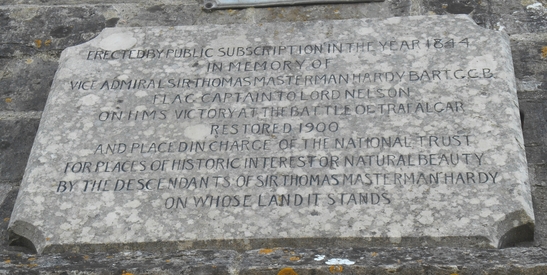 ERECTED BY PUBLIC SUBSCRIPTION IN THE YEAR 1844
IN MEMORY OF
VICE ADMIRAL SIR THOMAS MASTERMAN HARDY BART. G.C.B.
FLAG CAPTAIN TO LORD NELSON
ON H.M.S VICTORY AT THE BATTLE OF TRAFALGAR
RESTORED 1900
AND PLACED IN CHARGE OF THE NATIONAL TRUST
FOR PLACES OF HISTORIC INTEREST OR NATURAL BEAUTY
BY THE DESCENDANTS OF SIR THOMAS MASTERMAN HARDY
ON WHOSE LAND IT STANDS